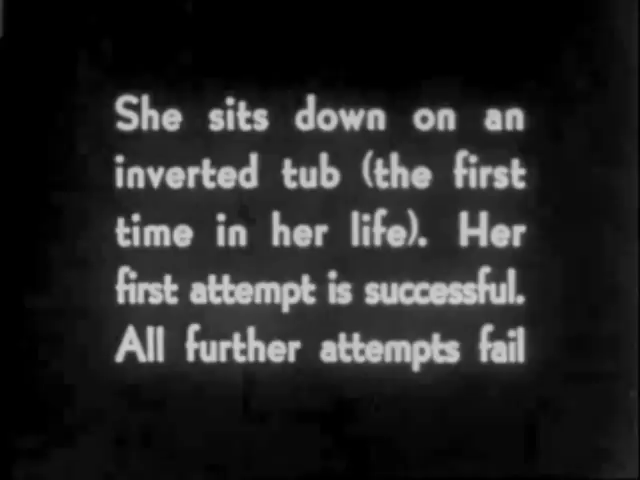 She sits down on an
inverted tub (the first
time in her life). Her
first attempt is successful.
All further attempts fail